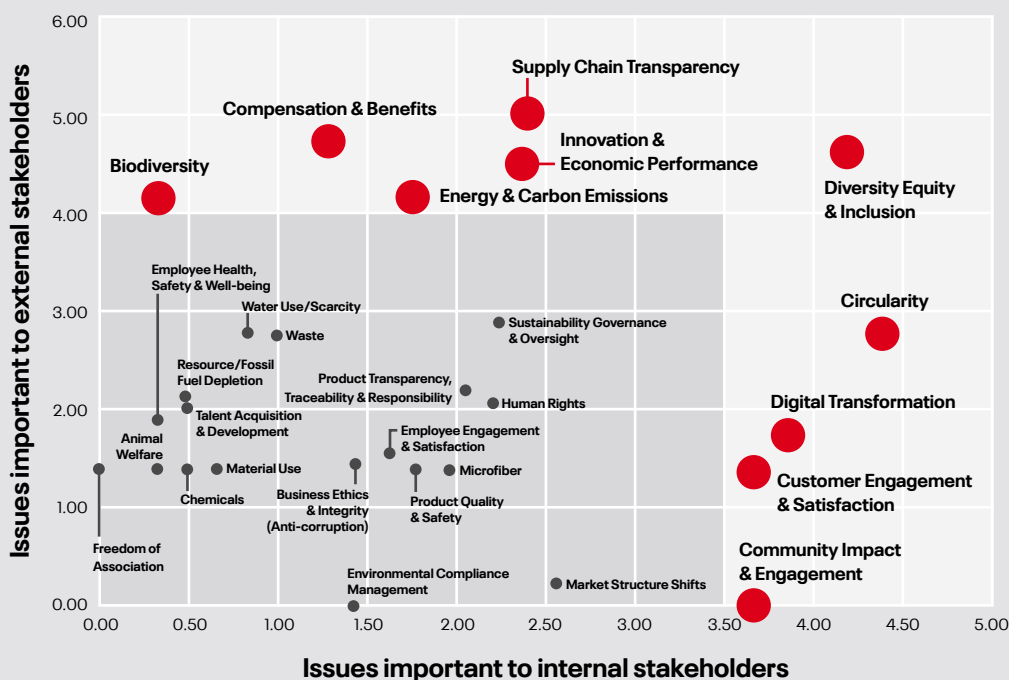 6.00
5.00
4.00
3.00
2.00
1.00
0.00
Issues important to external stakeholders
Supply Chain Transparency
Compensation & Benefits
Innovation &
Economic Performance
Biodiversity
Energy & Carbon Emissions
Diversity Equity
& Inclusion
Employee Health,
Safety & Well-being
Water Use/Scarcity
Waste
Sustainability Governance
& Oversight
Circularity
Resource/Fossil
Fuel Depletion
Product Transparency,
Traceability & Responsibility
Human Rights
Digital Transformation
Talent Acquisition
& Development
Animal
Welfare
Employee Engagement
& Satisfaction
Material Use
Microfiber
Chemicals
Business Ethics
& Integrity
(Anti-corruption)
Product Quality
& Safety
Customer Engagement
& Satisfaction
Freedom of
Association
Community Impact
& Engagement
Environmental Compliance
Management
Market Structure Shifts
0.00 0.50 1.00 1.50 2.00 2.50 3.00 3.50 4.00 4.50 5.00
Issues important to internal stakeholders